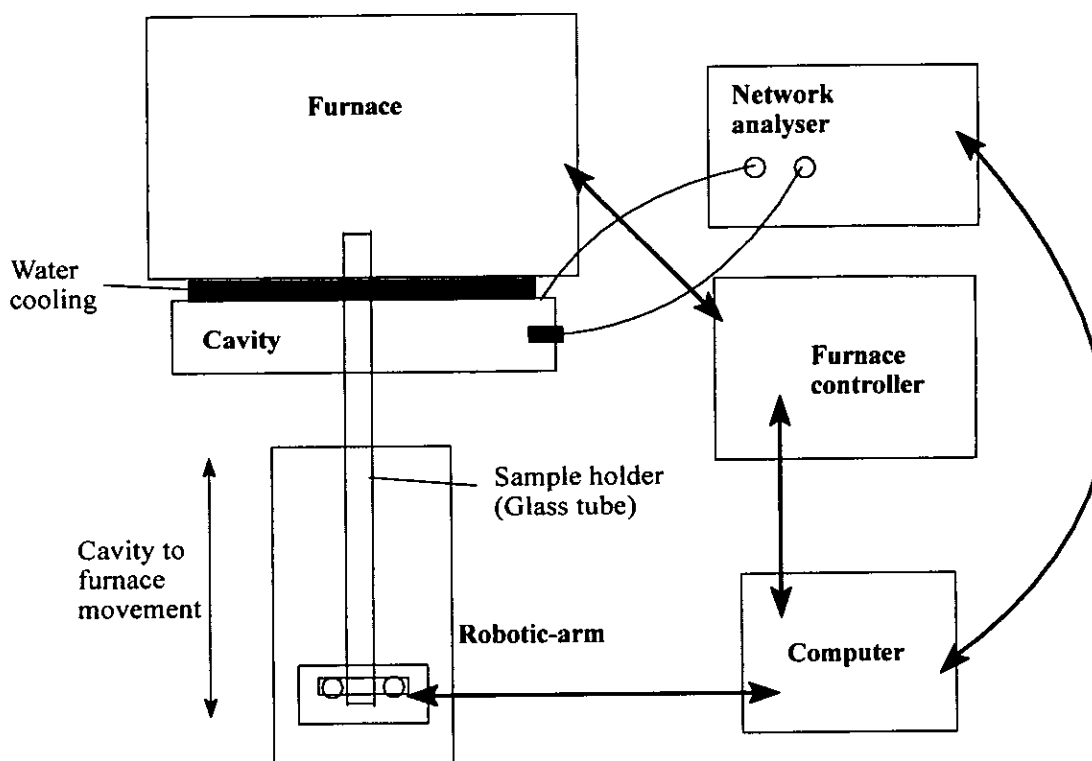 Furnace
Network
analyser
Water
cooling
Cavity
Furnace
controller
Sample holder
(Glass tube)
Cavity to
furnace
movement
Robotic-arm
Computer